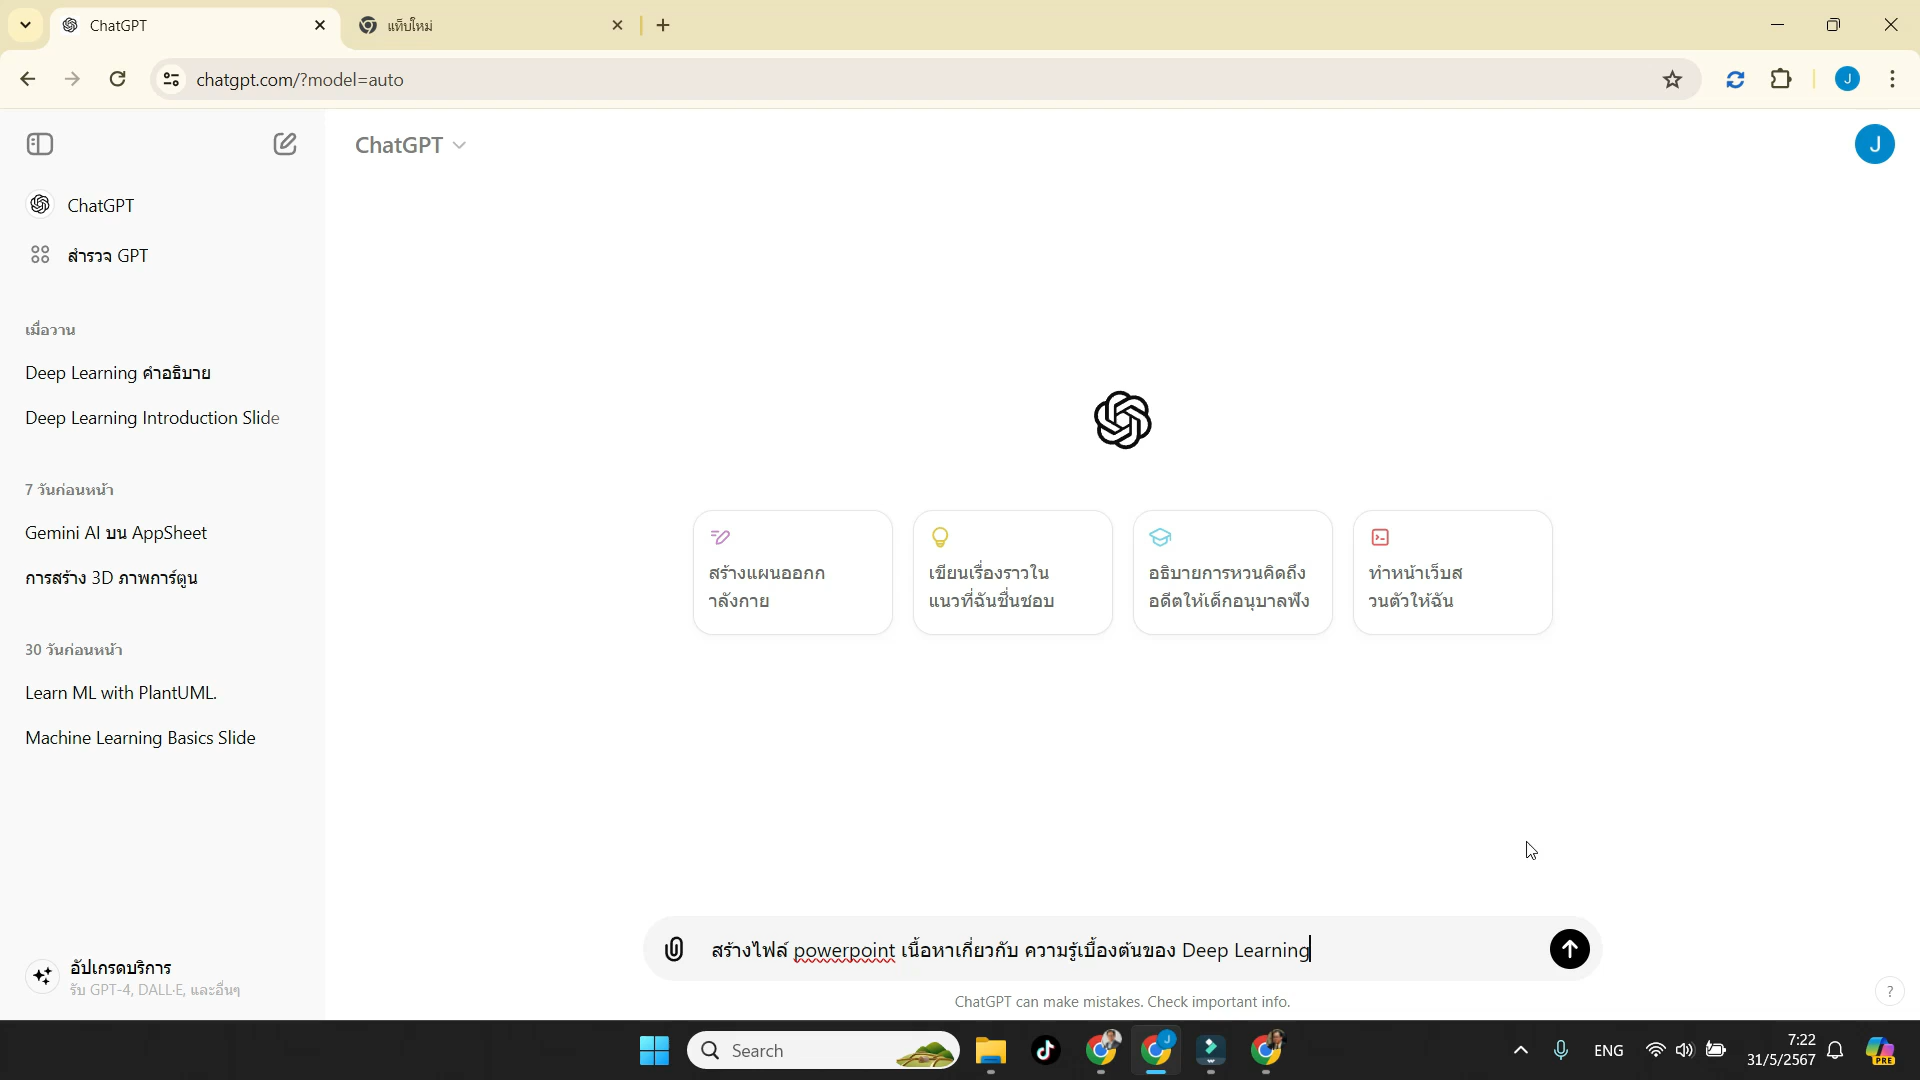 ChatGPT
แท็บใหม่
chatgpt.com/?model=auto
J
ChatGPT
J
ChatGPT
สำรวจ GPT
เมื่อวาน
Deep Learning คำอธิบาย
Deep Learning Introduction Slide
7 วันก่อนหน้า
Gemini AI บน AppSheet
การสร้าง 3D ภาพการ์ตูน
30 วันก่อนหน้า
Learn ML with PlantUML.
Machine Learning Basics Slide
อัปเกรดบริการ
รับ GPT-4, DALL·E, และอื่นๆ
สร้างแผนออกก
ำลังกาย
เขียนเรื่องราวใน
แนวที่ฉันชื่นชอบ
อธิบายการหวนคิดถึง
อดีตให้เด็กอนุบาลฟัง
ทำหน้าเว็บส
่วนตัวให้ฉัน
สร้างไฟล์ powerpoint เนื้อหาเกี่ยวกับ ความรู้เบื้องต้นของ Deep Learning
ChatGPT can make mistakes. Check important info.
?
Search
J
ENG
7:22
31/5/2567
PRE